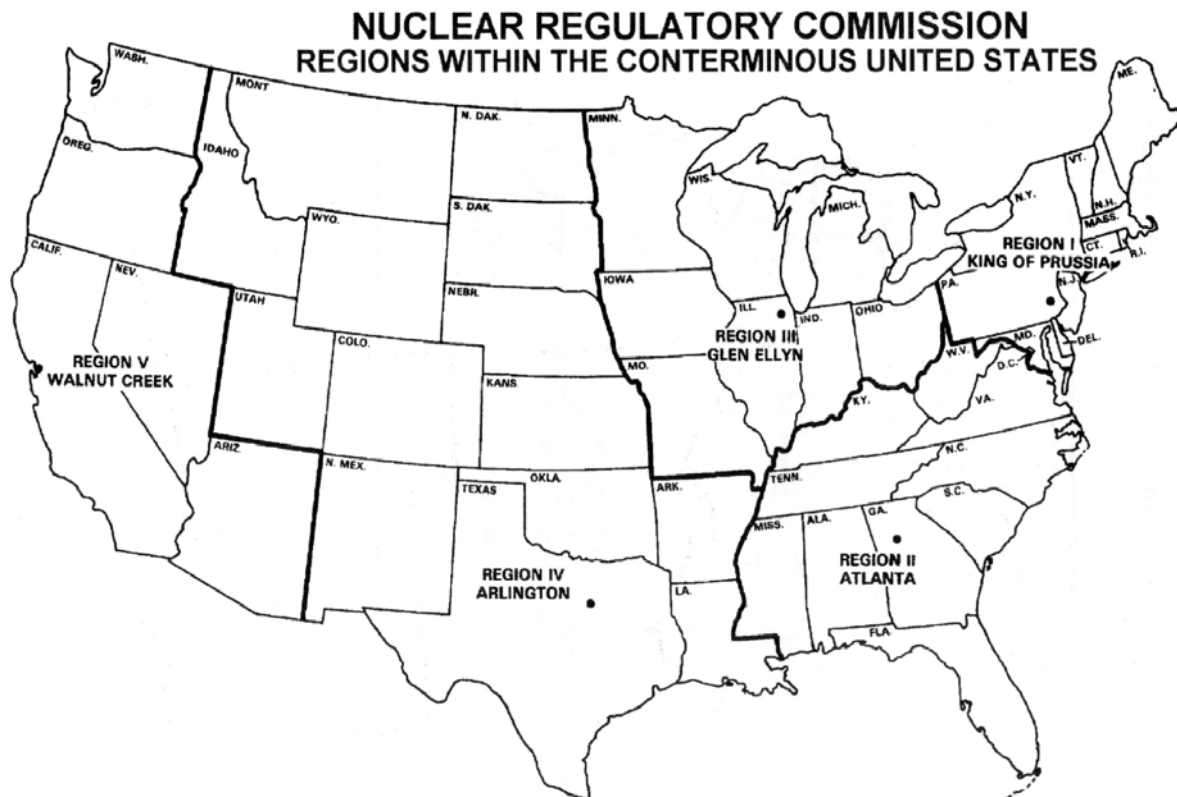 NUCLEAR REGULATORY COMMISSION
REGIONS WITHIN THE CONTERMINOUS UNITED STATES
WASH.
MONT
N. DAK.
MINN.
ME.
OREG.
IDAHO
WIS.
VT.
N.Y.
WYO.
S. DAK.
MICH.
N.H.
MASS.
CALIF.
NEV.
CT.
R.I.
REGION I
KING OF PRUSSIA
UTAH
NEBR.
IOWA
ILL.
IND.
OHIO
PA.
N.J.
COLO.
REGION III
GLEN ELLYN
MD.
DEL.
REGION V
WALNUT CREEK
KANS.
MO.
W.V.
D.C.
KY.
VA.
ARIZ.
N. MEX.
OKLA.
TEXAS
ARK.
TENN.
N.C.
S.C.
MISS.
ALA.
GA.
REGION II
ATLANTA
REGION IV
ARLINGTON
LA.
FLA.